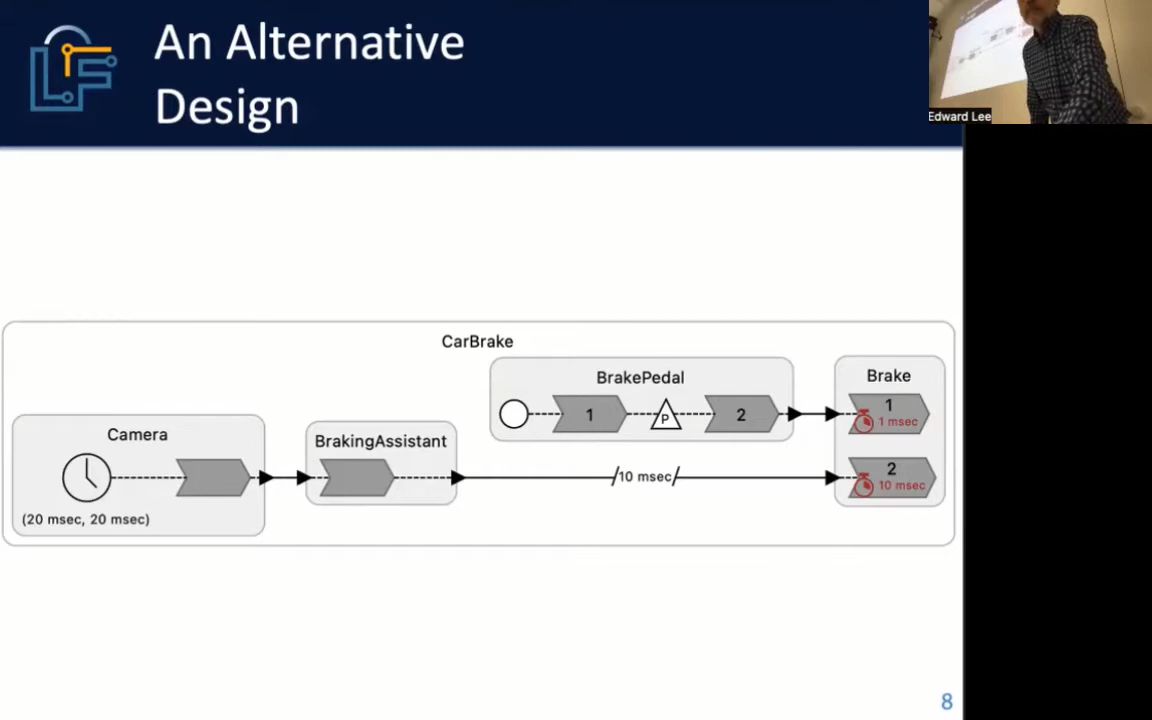 An Alternative
Design
Edward Lee
CarBrake
BrakePedal
Brake
1
P
2
1
1 msec
Camera
BrakingAssistant
/10 msec/
2
10 msec
(20 msec, 20 msec)
8